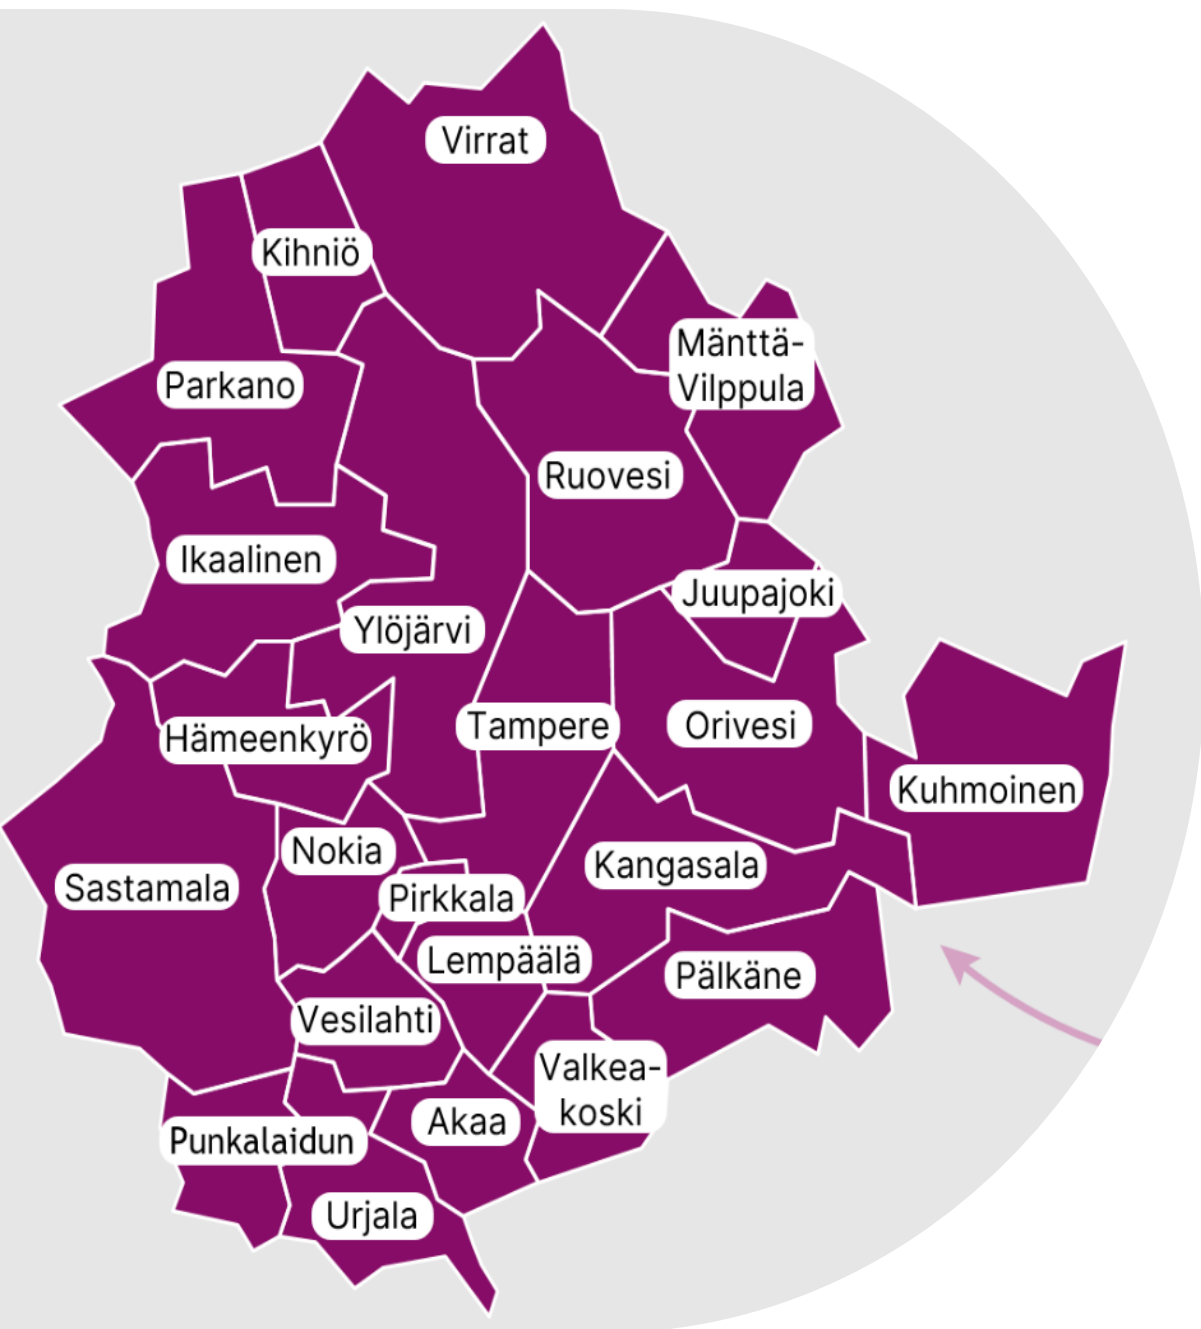 Virrat
Kihniö
Mänttä-
Vilppula
Parkano
Ruovesi
Ikaalinen
Juupajoki
Ylöjärvi
Tampere
Orivesi
Hämeenkyrö
Kuhmoinen
Nokia
Kangasala
Sastamala
Pirkkala
Lempäälä
Pälkäne
Vesilahti
Valkea-
koski
Akaa
Punkalaidun
Urjala